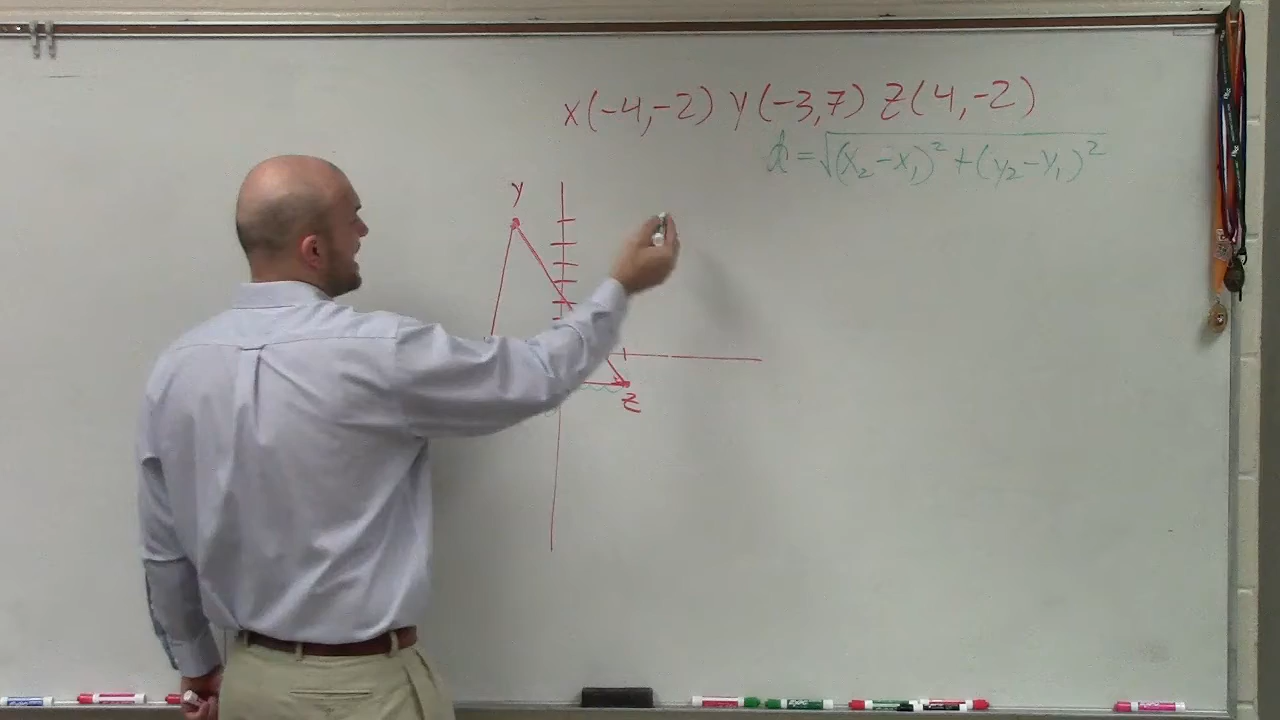 X(-4,-2) Y(-3,7) Z(4,-2)
d=√(x₂-x₁)²+(y₂-y₁)²
Y
Z